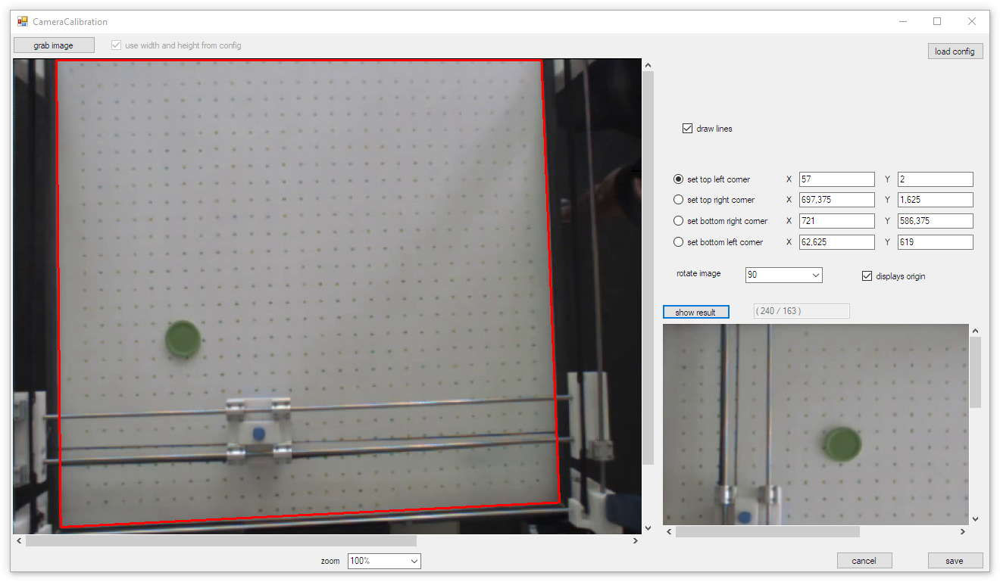 CameraCalibration
grab image
use width and height from config
load config
draw lines
set top left corner X 57 Y 2
set top right corner X 697,375 Y 1,625
set bottom right corner X 721 Y 586,375
set bottom left corner X 62,625 Y 619
rotate image 90
displays origin
show result
( 240 / 163 )
zoom 100%
cancel
save